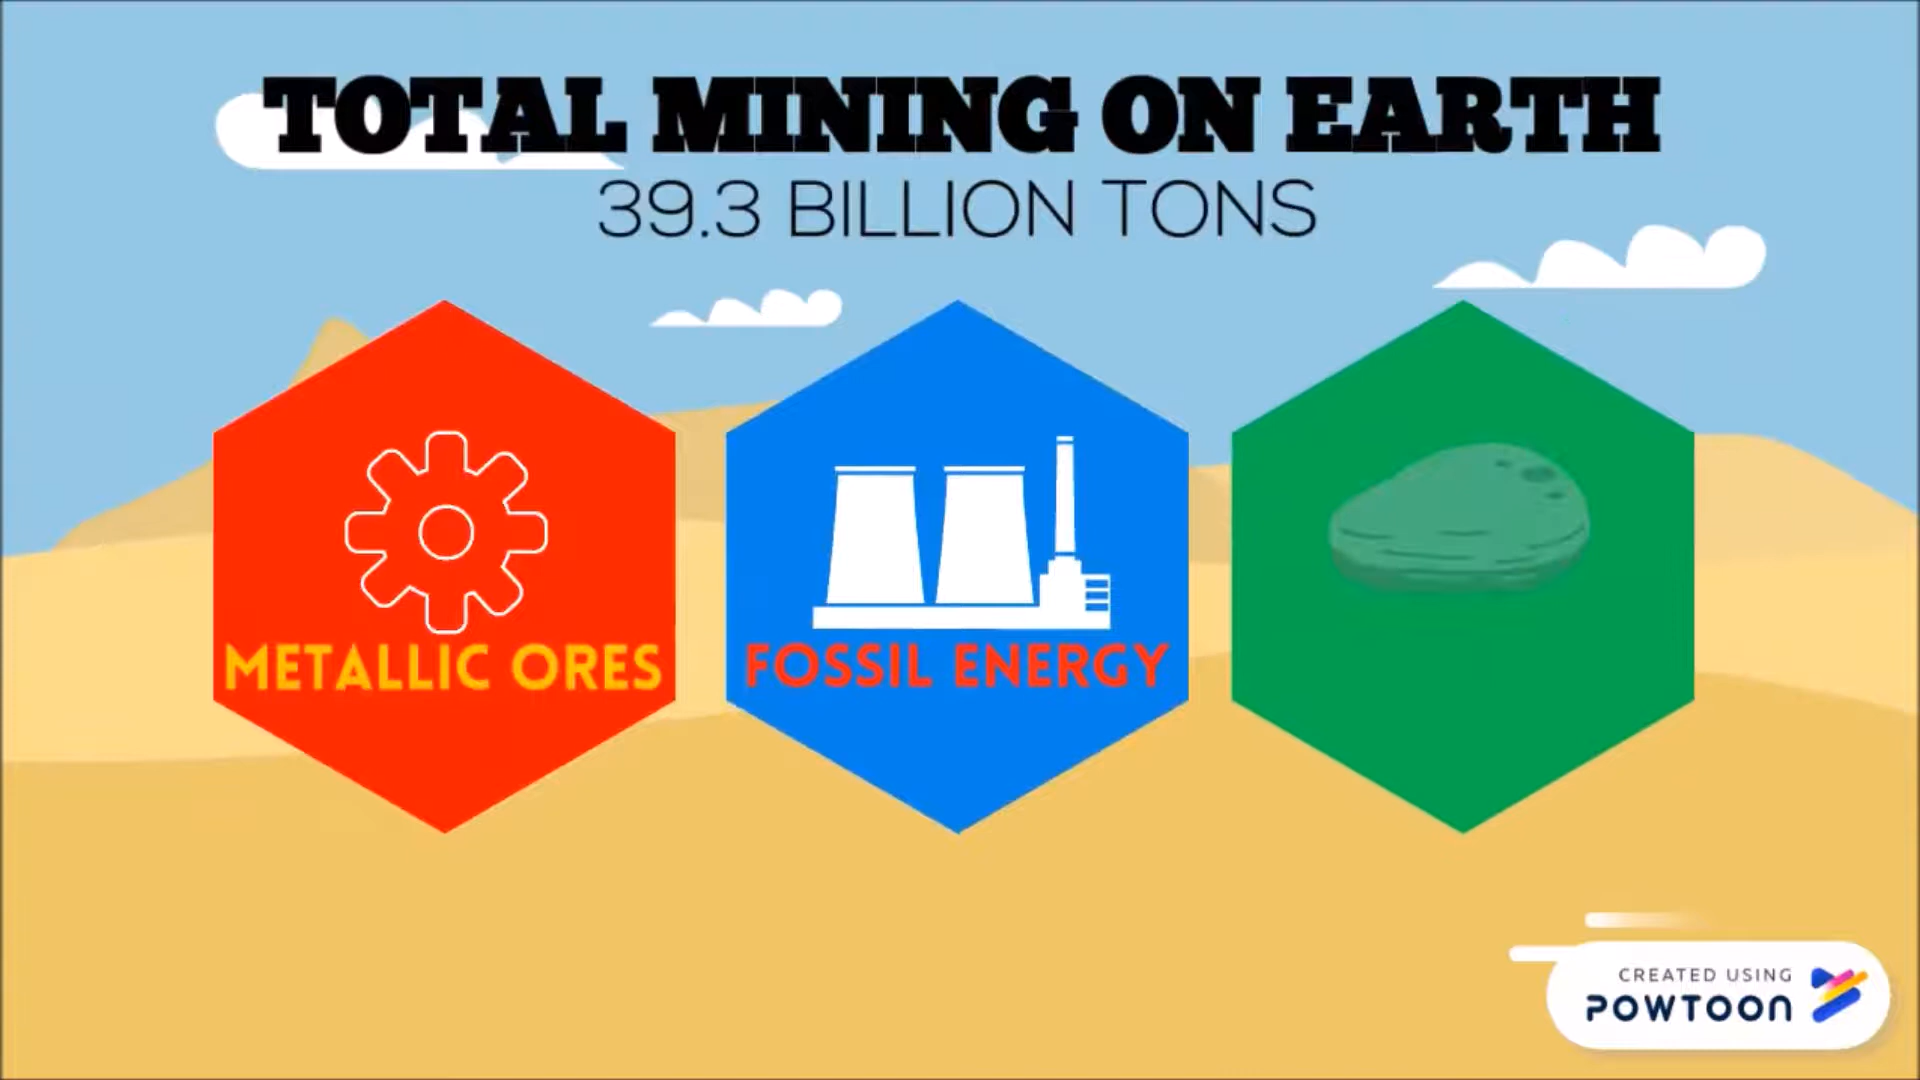 TOTAL MINING ON EARTH
39.3 BILLION TONS
METALLIC ORES
FOSSIL ENERGY
CREATED USING
POWTOON